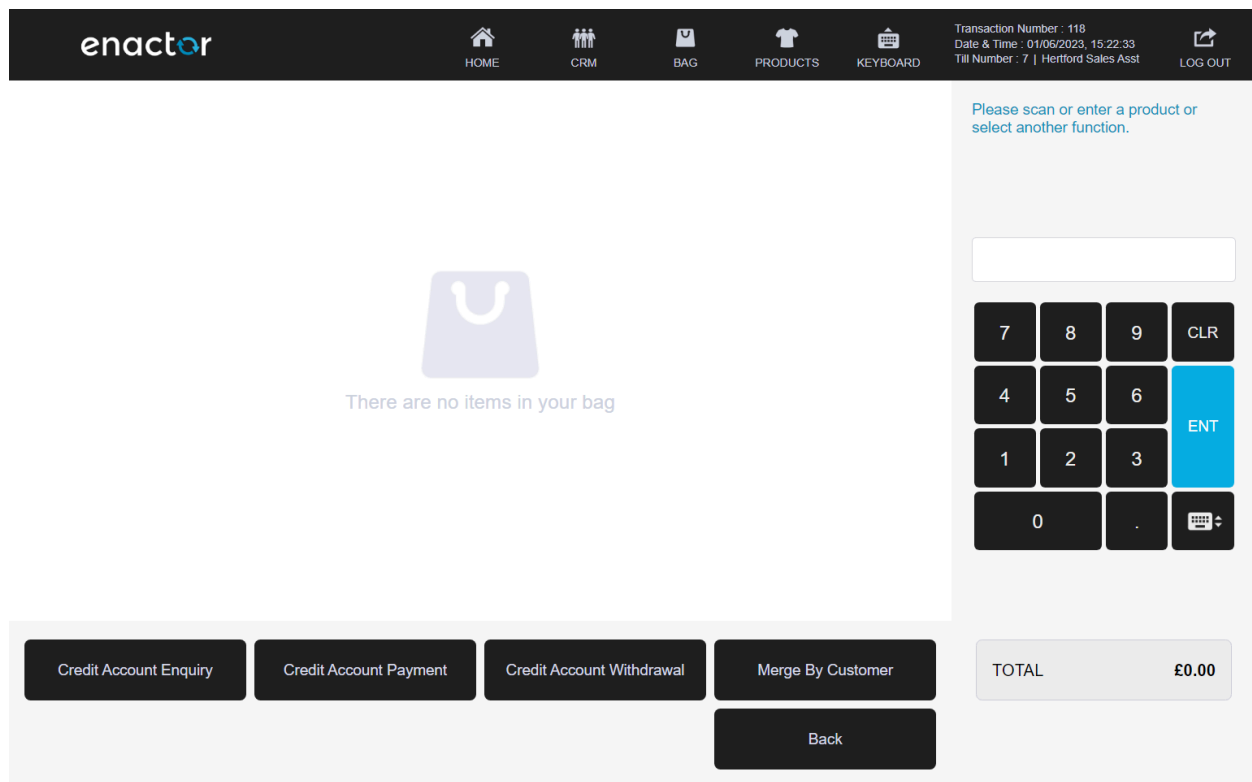 enactor
HOME
CRM
BAG
PRODUCTS
KEYBOARD
Transaction Number : 118
Date & Time : 01/06/2023, 15:22:33
Till Number : 7 | Hertford Sales Asst
LOG OUT
Please scan or enter a product or
select another function.
There are no items in your bag
7 8 9 CLR
4 5 6
ENT
1 2 3
0 .
Credit Account Enquiry
Credit Account Payment
Credit Account Withdrawal
Merge By Customer
Back
TOTAL £0.00